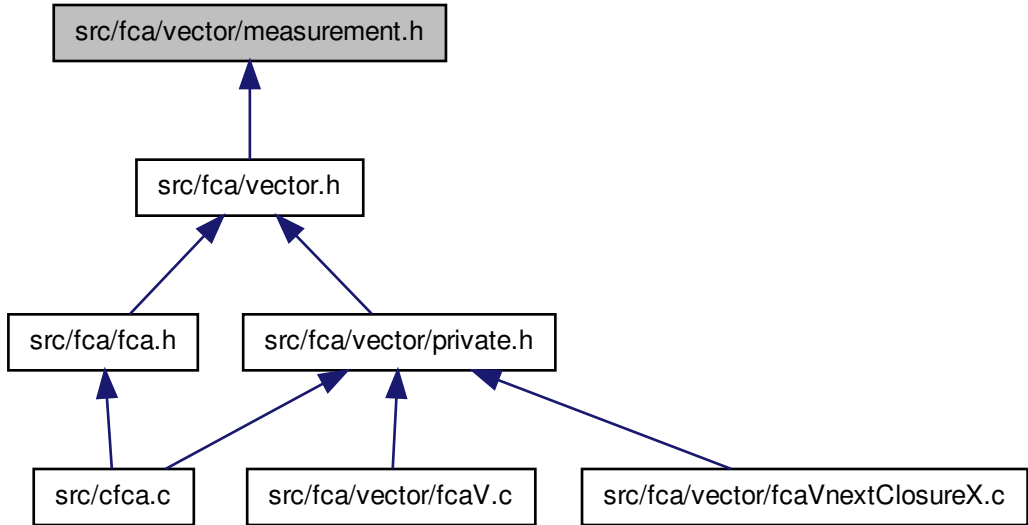 src/fca/vector/measurement.h
src/fca/vector.h
src/fca/fca.h
src/fca/vector/private.h
src/cfca.c
src/fca/vector/fcaV.c
src/fca/vector/fcaVnextClosureX.c